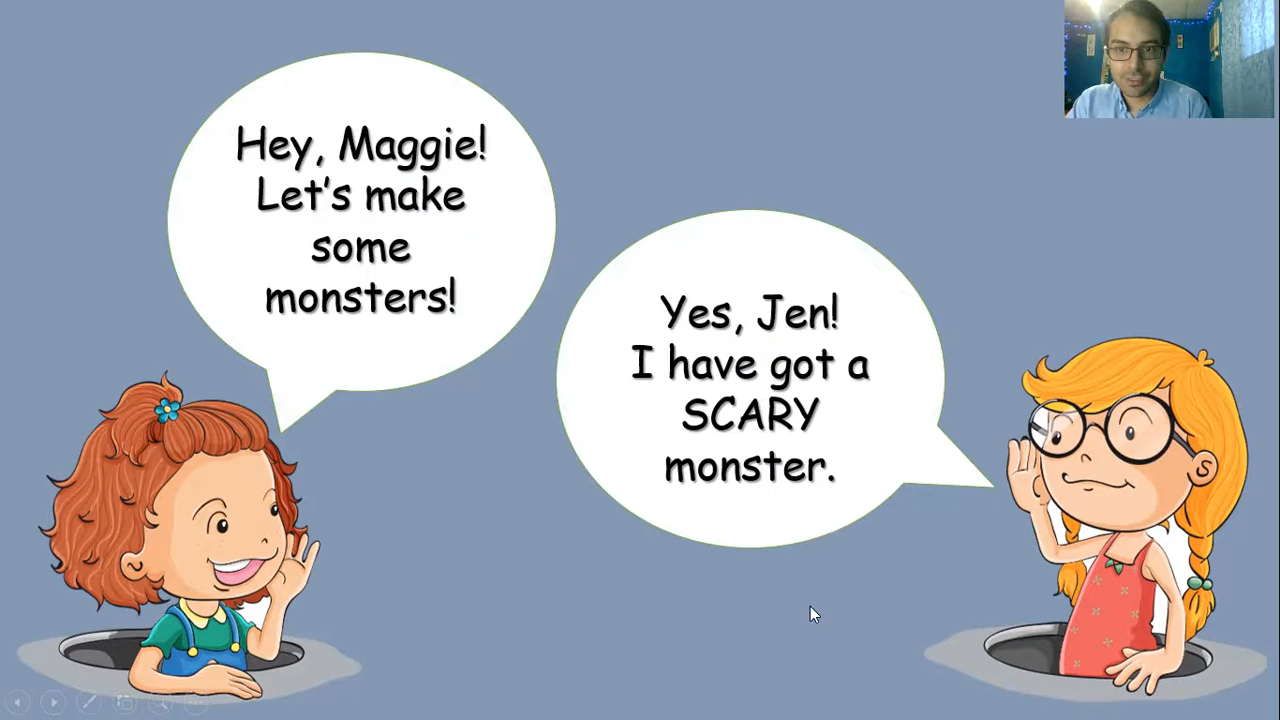 Hey, Maggie!
Let's make
some
monsters!
Yes, Jen!
I have got a
SCARY
monster.